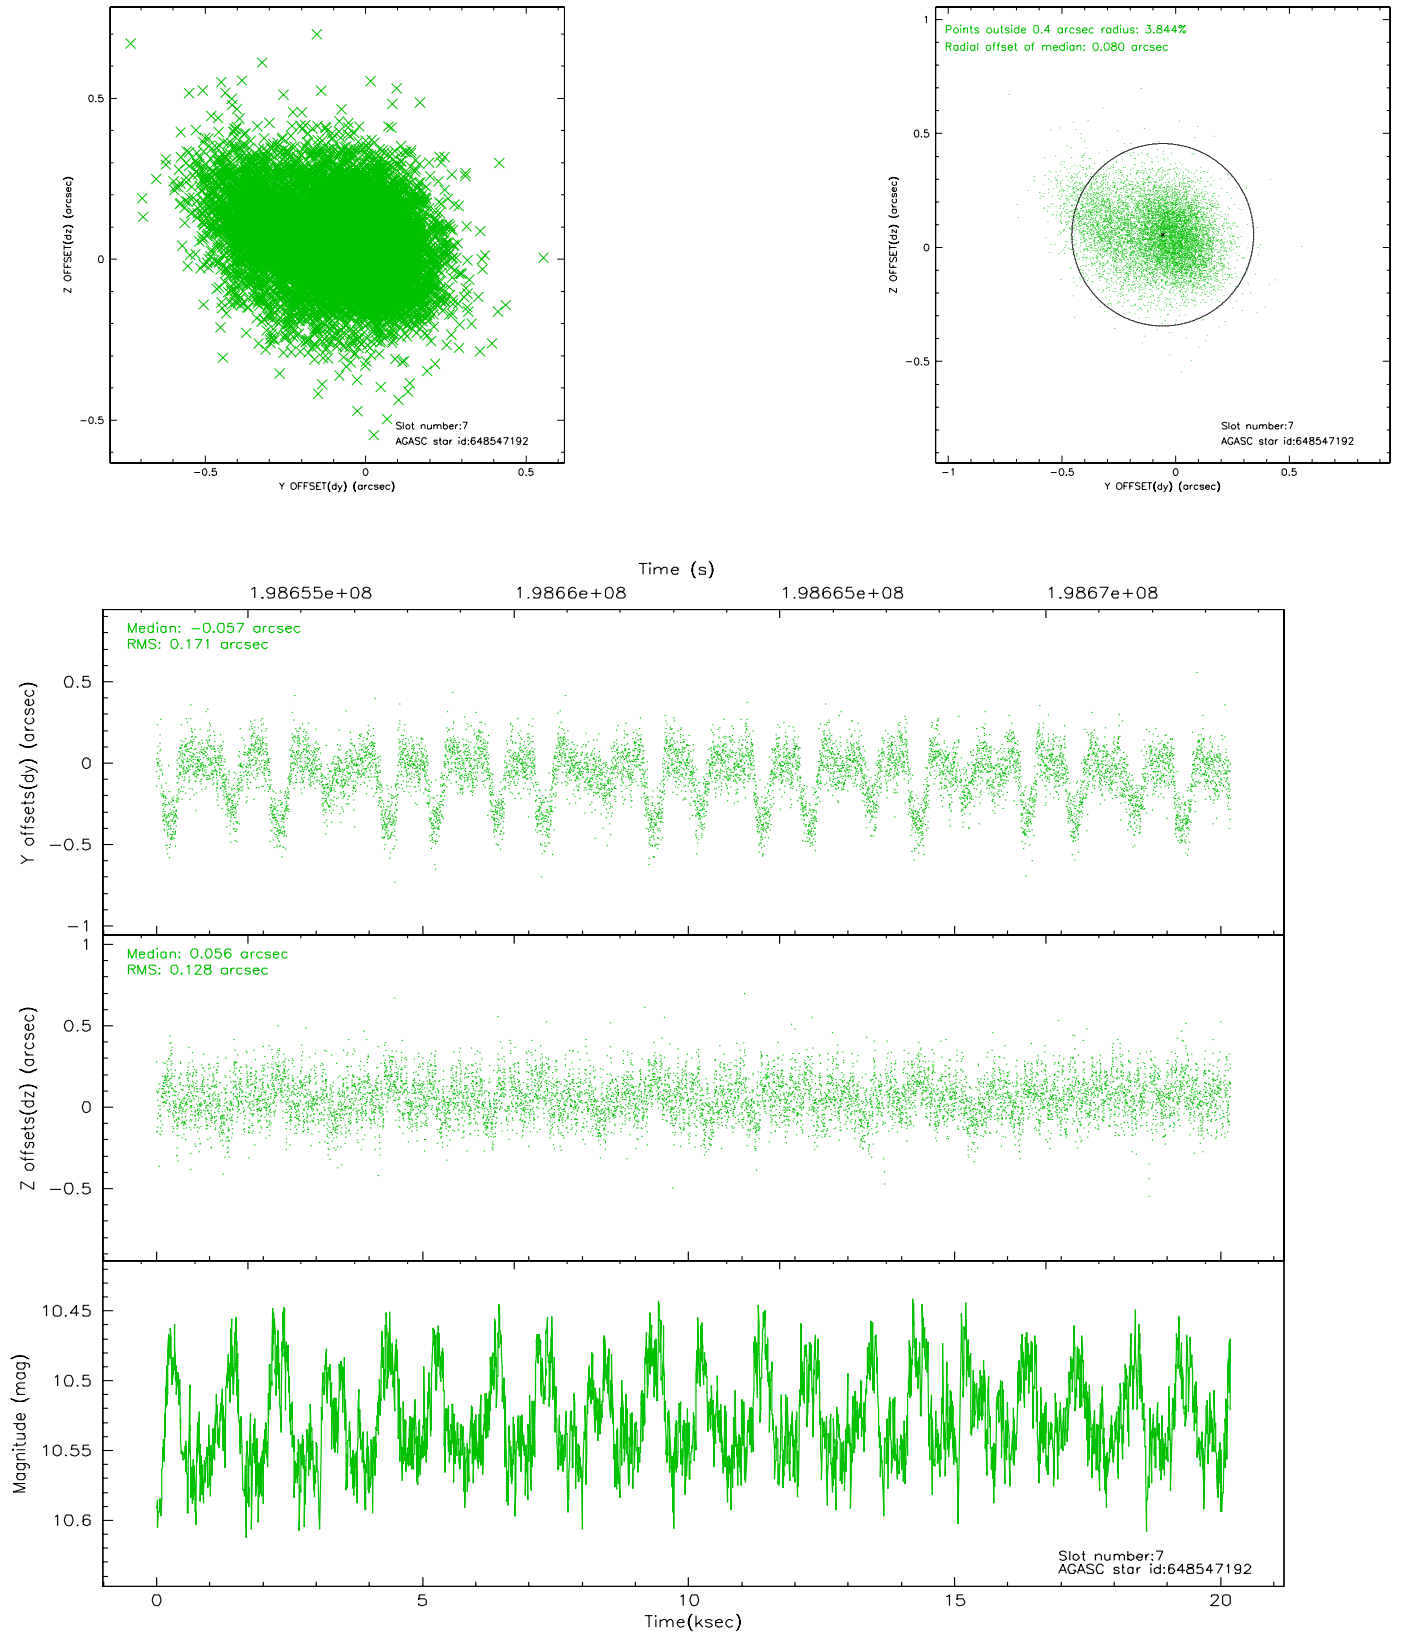 0.5
0
−0.5
Z OFFSET(dz) (arcsec)
Slot number:7
AGASC star id:648547192
−0.5 0 0.5
Y OFFSET(dy) (arcsec)
Points outside 0.4 arcsec radius: 3.844%
Radial offset of median: 0.080 arcsec
1
0.5
0
−0.5
Z OFFSET(dz) (arcsec)
Slot number:7
AGASC star id:648547192
−1 −0.5 0 0.5
Y OFFSET(dy) (arcsec)
Time (s)
1.98655e+08 1.9866e+08 1.98665e+08 1.9867e+08
Median: −0.057 arcsec
RMS: 0.171 arcsec
0.5
0
−0.5
−1
Y offsets(dy) (arcsec)
Median: 0.056 arcsec
RMS: 0.128 arcsec
1
0.5
0
−0.5
Z offsets(dz) (arcsec)
10.45
10.5
10.55
10.6
Magnitude (mag)
Slot number:7
AGASC star id:648547192
0 5 10 15 20
Time(ksec)